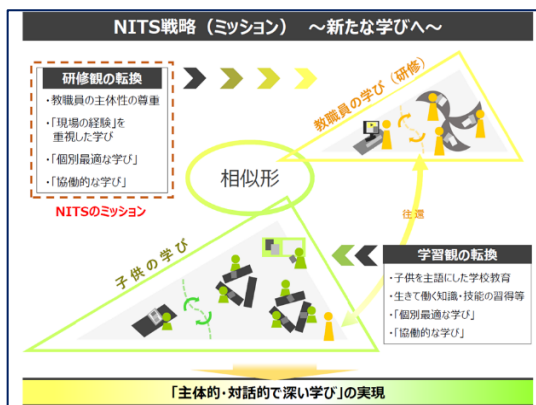 NITS戦略（ミッション）　～新たな学びへ～
研修観の転換
・教職員の主体性の尊重
・「現場の経験」を
重視した学び
・「個別最適な学び」
・「協働的な学び」
NITSのミッション
教職員の学び（研修）
相似形
往還
子供の学び
学習観の転換
・子供を主語にした学校教育
・生きて働く知識・技能の習得等
・「個別最適な学び」
・「協働的な学び」
「主体的・対話的で深い学び」の実現